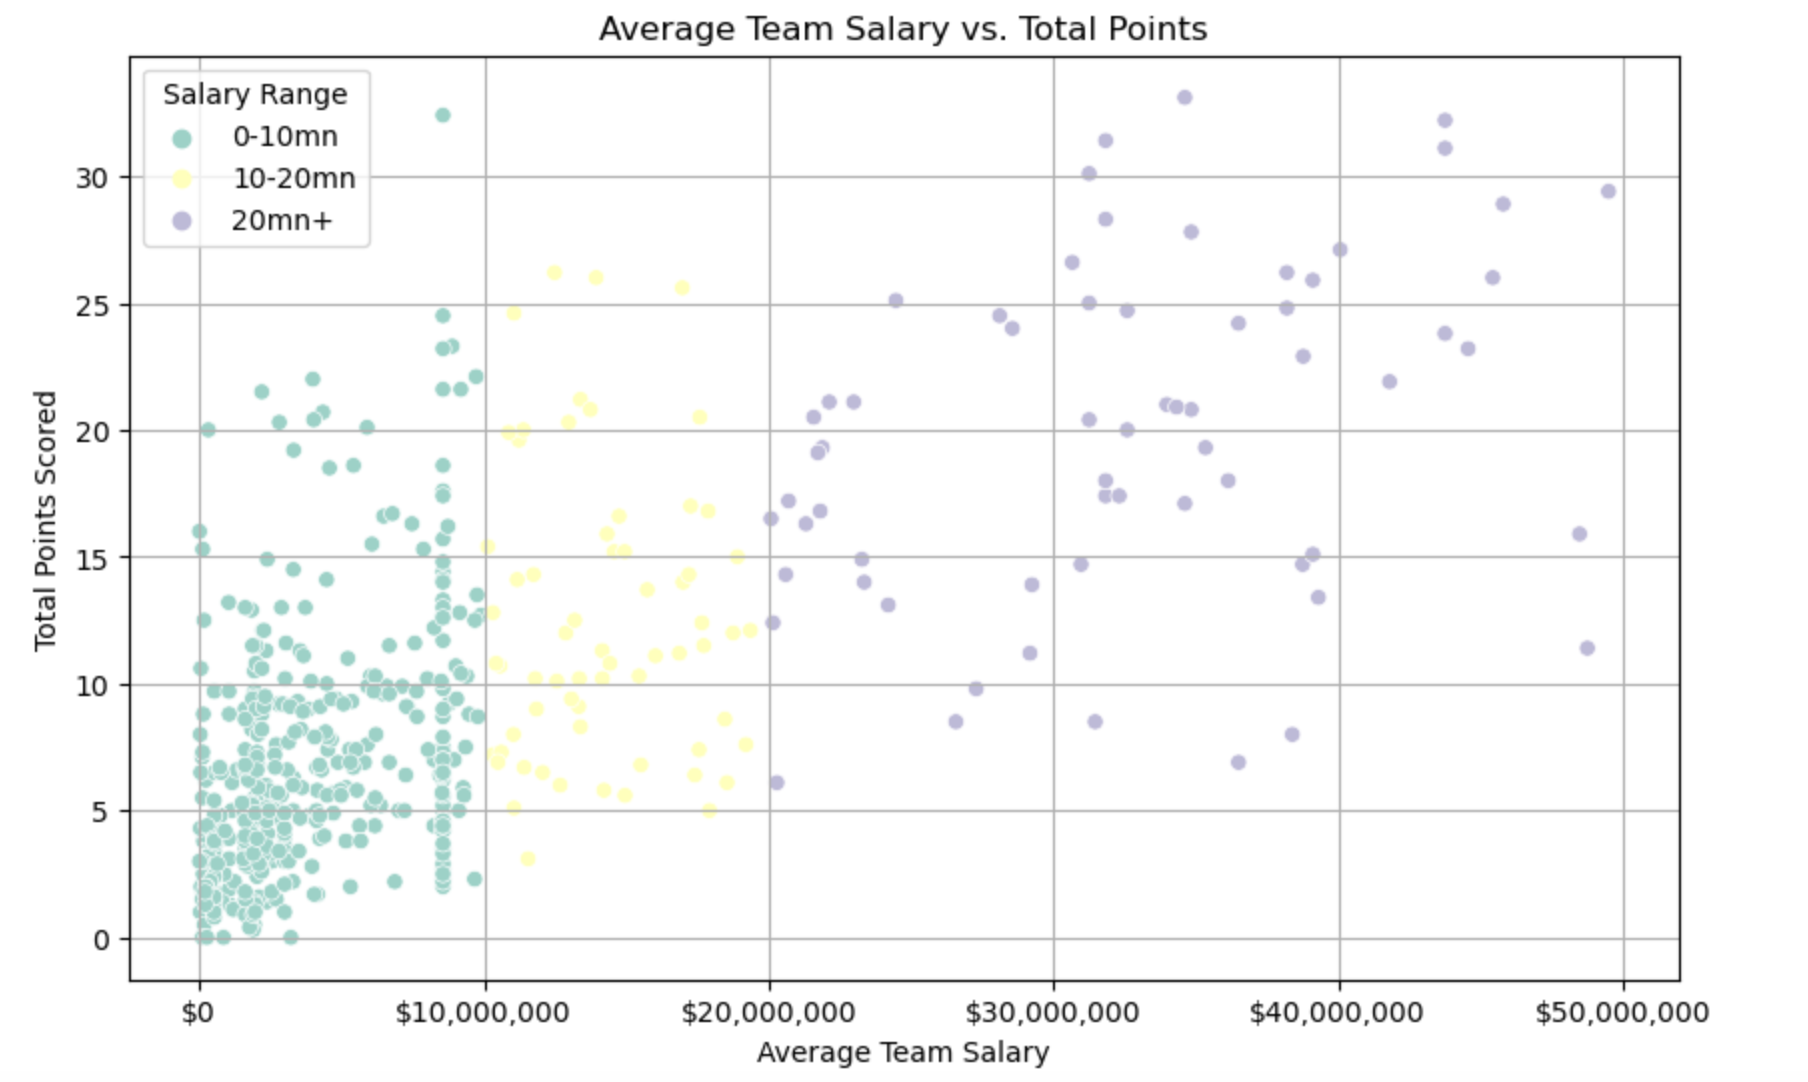 Average Team Salary vs. Total Points
Salary Range
0-10mn
10-20mn
20mn+
Total Points Scored
30
25
20
15
10
5
0
$0
$10,000,000
$20,000,000
$30,000,000
$40,000,000
$50,000,000
Average Team Salary